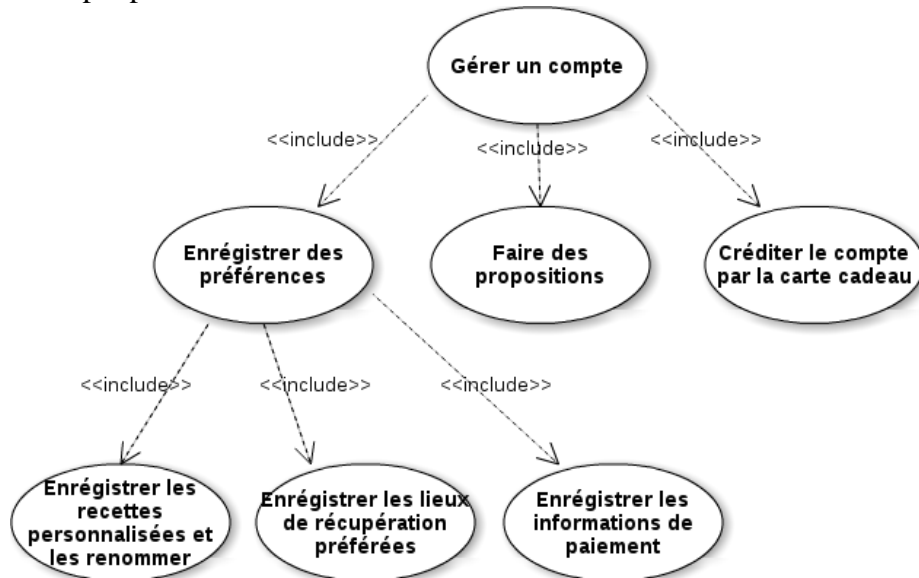 Gérer un compte
<<include>>
<<include>>
<<include>>
Enrégistrer des
préférences
Faire des
propositions
Créditer le compte
par la carte cadeau
<<include>>
<<include>>
<<include>>
Enrégistrer les
recettes
personnalisées et
les renommer
Enrégistrer les lieux
de récupération
préférées
Enrégistrer les
informations de
paiement